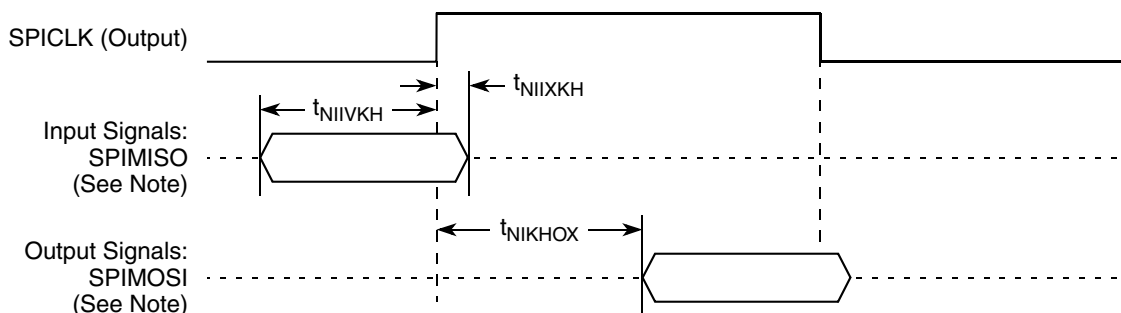 SPICLK (Output)
tNIIXKH
tNIIVKH
Input Signals:
SPIMISO
(See Note)
tNIKHOX
Output Signals:
SPIMOSI
(See Note)